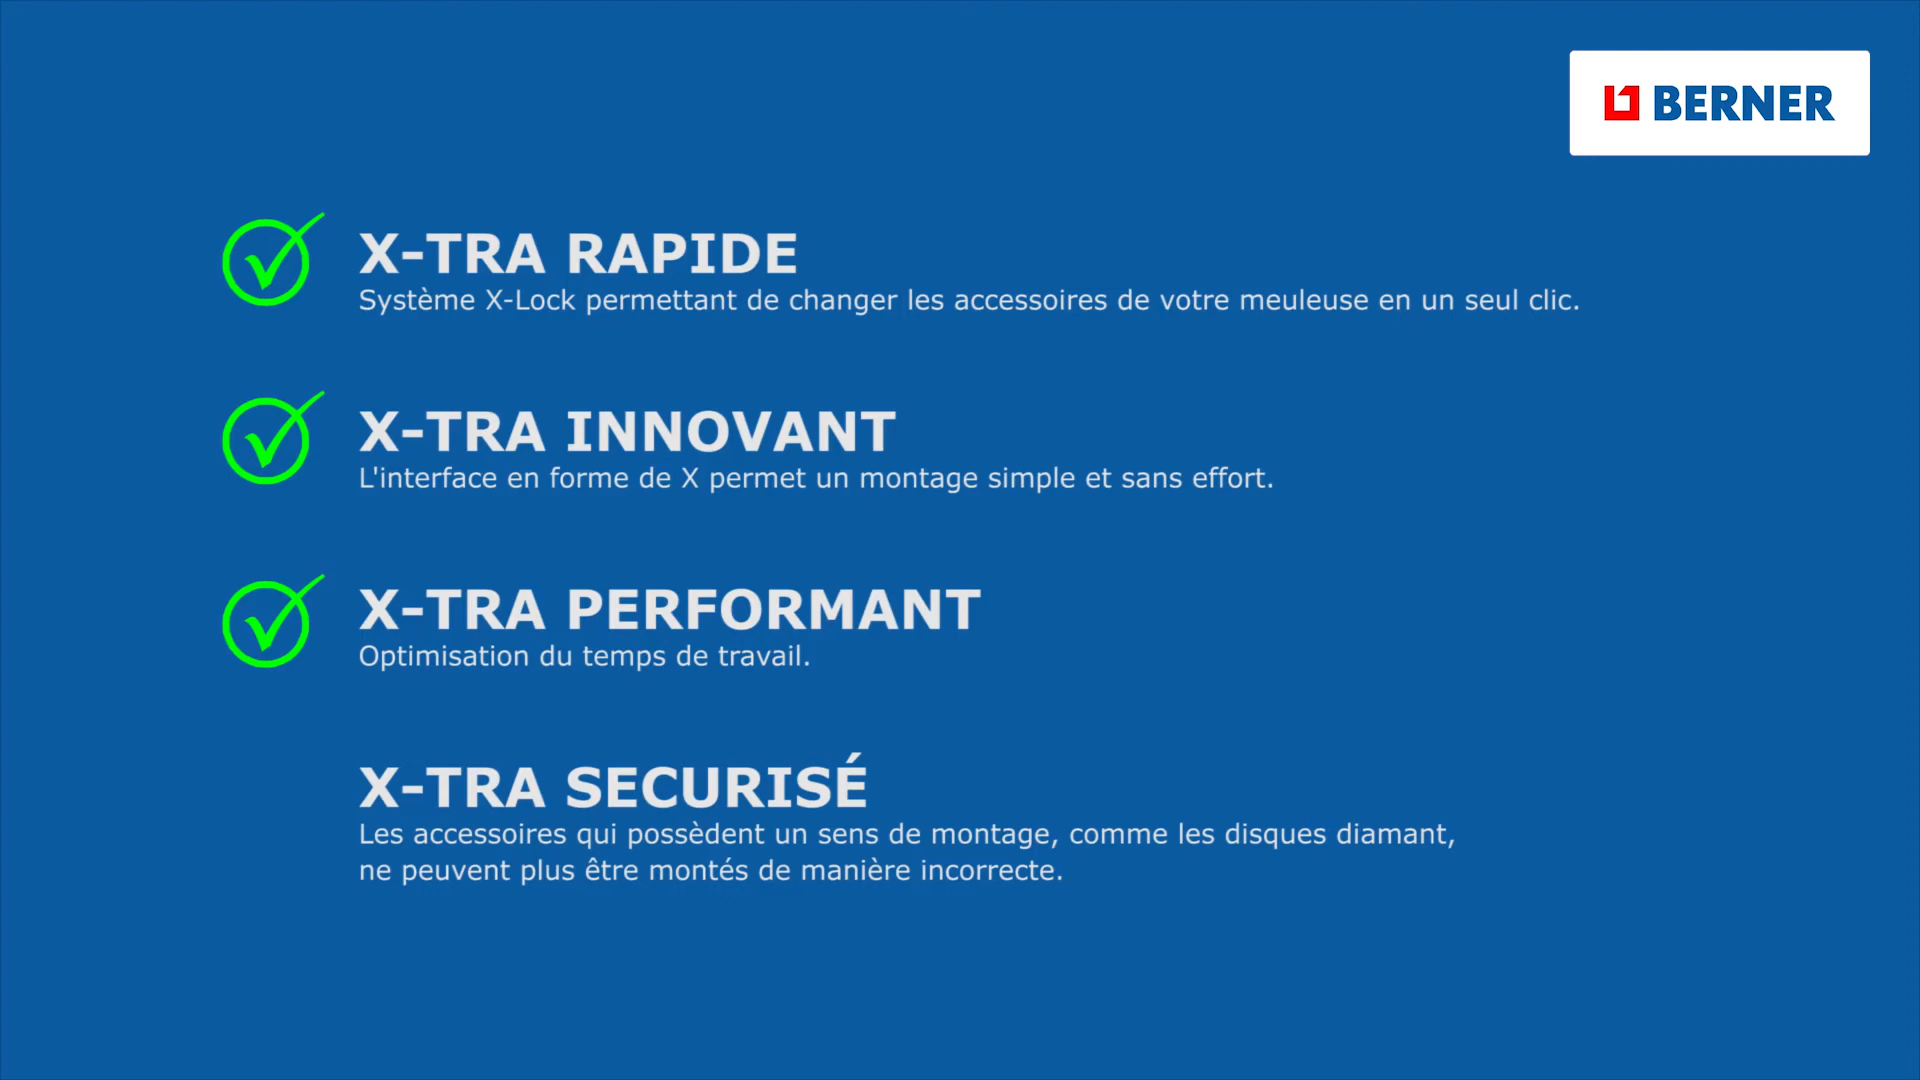 BERNER
X-TRA RAPIDE
Système X-Lock permettant de changer les accessoires de votre meuleuse en un seul clic.
X-TRA INNOVANT
L'interface en forme de X permet un montage simple et sans effort.
X-TRA PERFORMANT
Optimisation du temps de travail.
X-TRA SECURISÉ
Les accessoires qui possèdent un sens de montage, comme les disques diamant,
ne peuvent plus être montés de manière incorrecte.